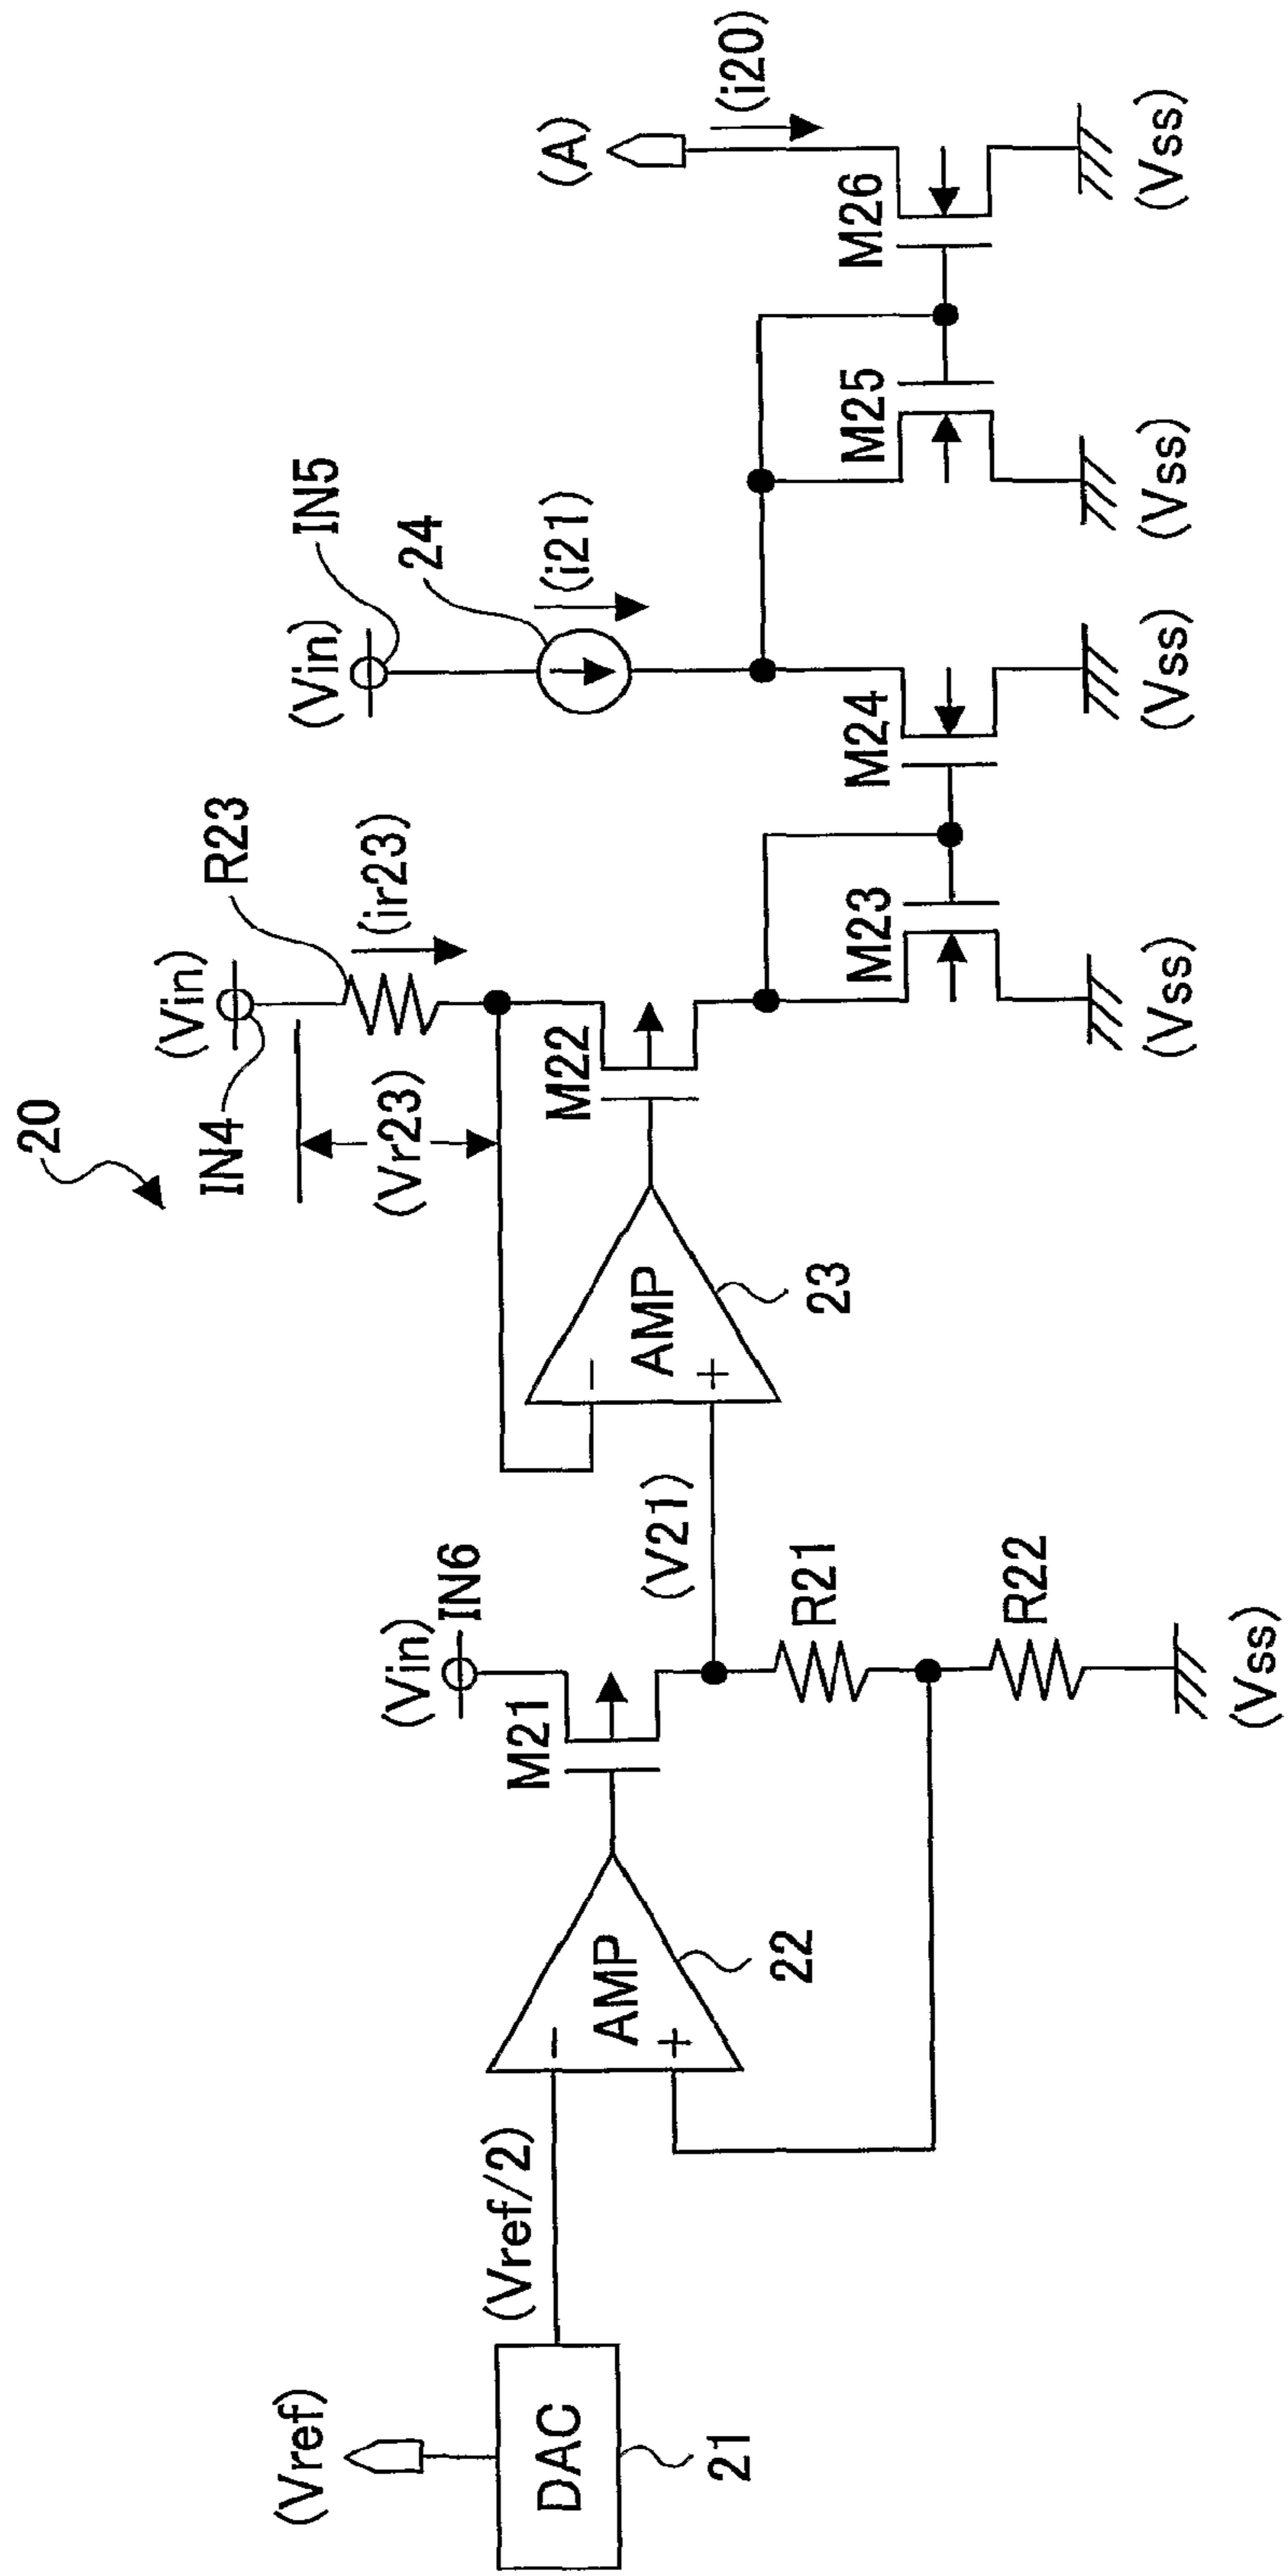 20
(Vref)
DAC
21
(Vref/2)
AMP
−
+
22
(Vin)
IN6
M21
(V21)
R21
R22
(Vss)
AMP
−
+
23
(Vin)
IN4
R23
(ir23)
(Vr23)
M22
M23
(Vss)
M24
(Vss)
(Vin)
IN5
24
(i21)
M25
(Vss)
M26
(A)
(i20)
(Vss)